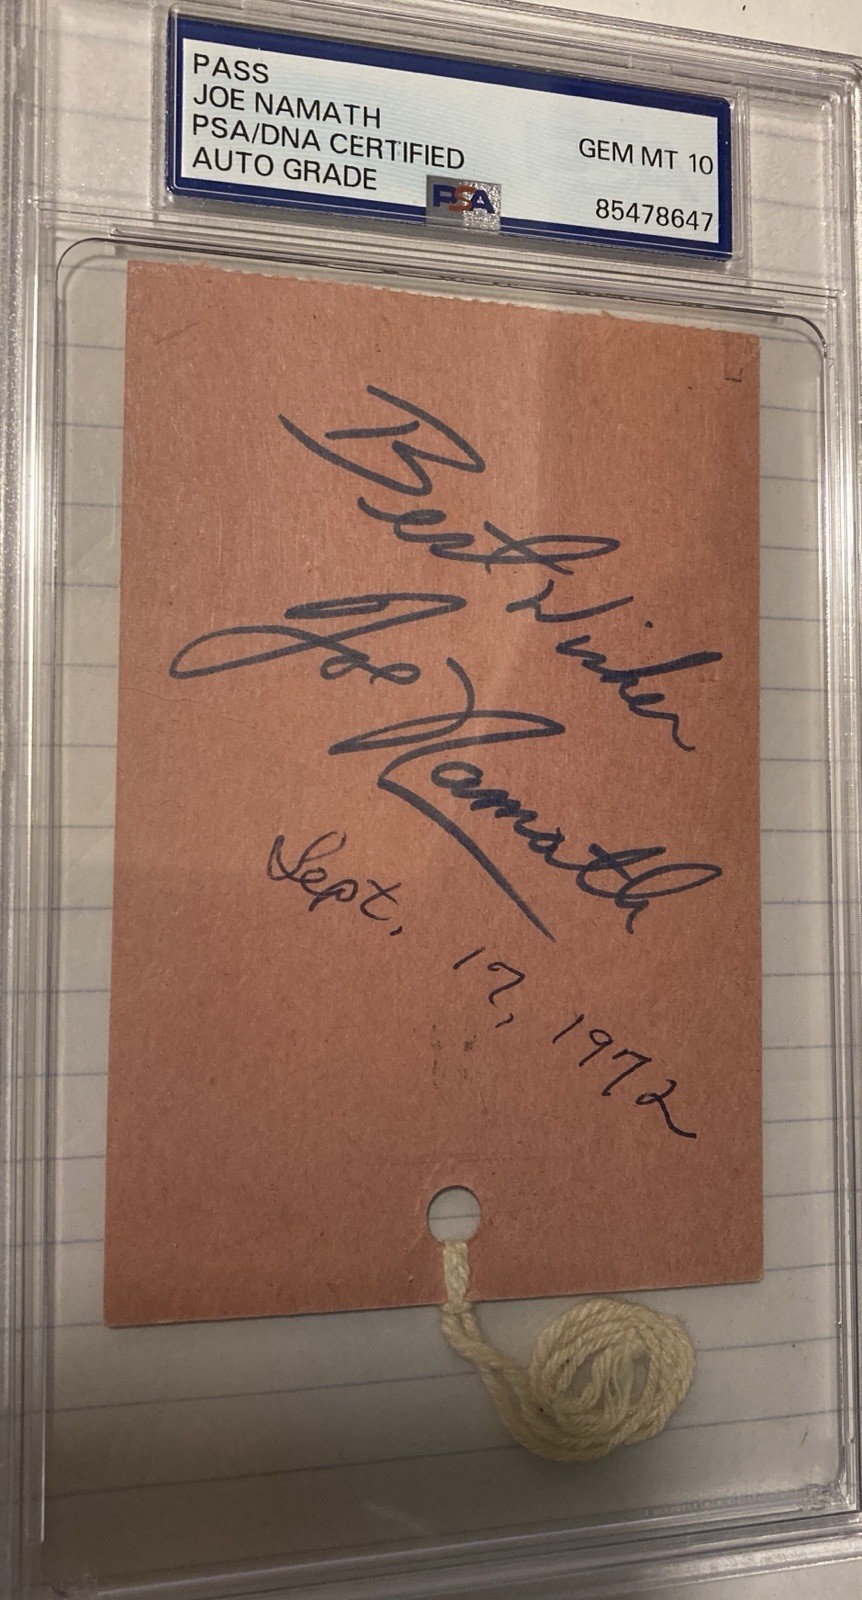 PASS
JOE NAMATH
PSA/DNA CERTIFIED
AUTO GRADE
GEM MT 10
85478647
PSA
Best Wishes
Joe Namath
Sept. 17, 1972